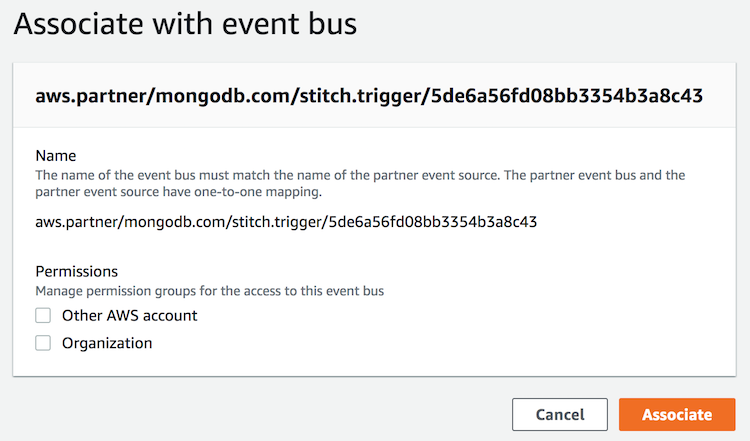 Associate with event bus
aws.partner/mongodb.com/stitch.trigger/5de6a56fd08bb3354b3a8c43
Name
The name of the event bus must match the name of the partner event source. The partner event bus and the
partner event source have one-to-one mapping.
aws.partner/mongodb.com/stitch.trigger/5de6a56fd08bb3354b3a8c43
Permissions
Manage permission groups for the access to this event bus
Other AWS account
Organization
Cancel
Associate